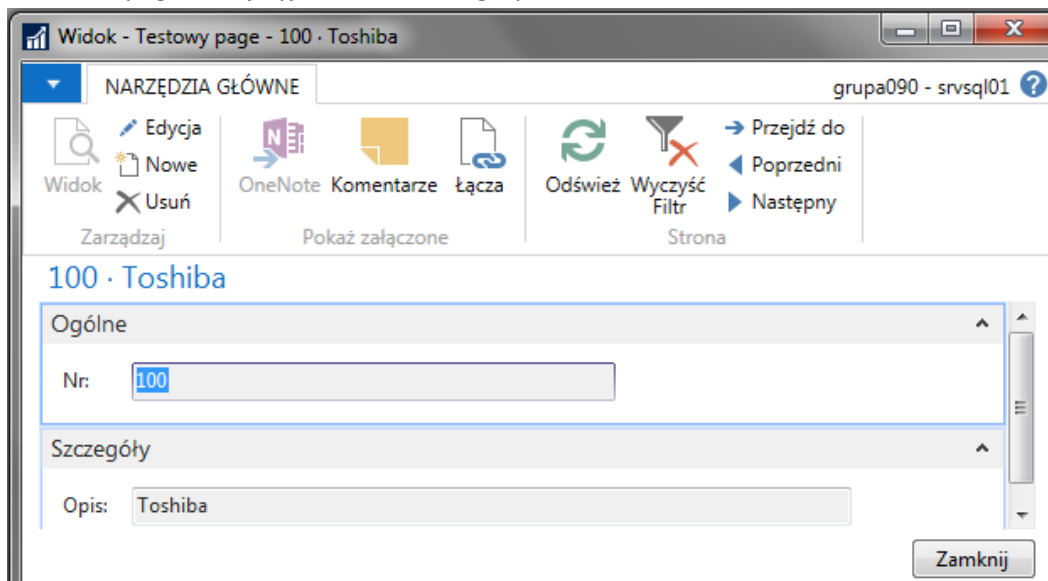 Widok - Testowy page - 100 · Toshiba
NARZĘDZIA GŁÓWNE
grupa090 - srvsql01
Widok
Edycja
Nowe
Usuń
Zarządzaj
OneNote
Komentarze
Łącza
Pokaż załączone
Odśwież
Wyczyść
Filtr
Przejdź do
Poprzedni
Następny
Strona
100 · Toshiba
Ogólne
Nr: 100
Szczegóły
Opis: Toshiba
Zamknij